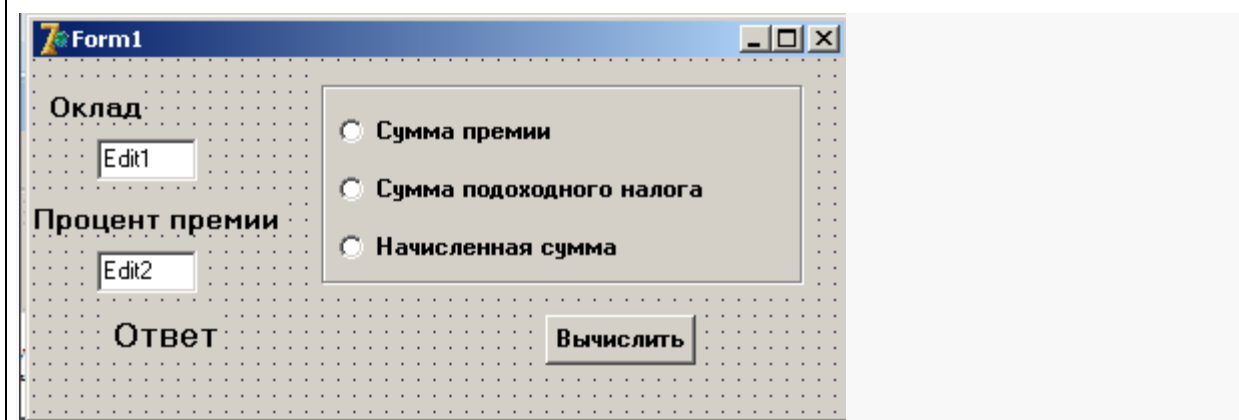 Form1
Оклад
Edit1
Процент премии
Edit2
Сумма премии
Сумма подоходного налога
Начисленная сумма
Ответ
Вычислить